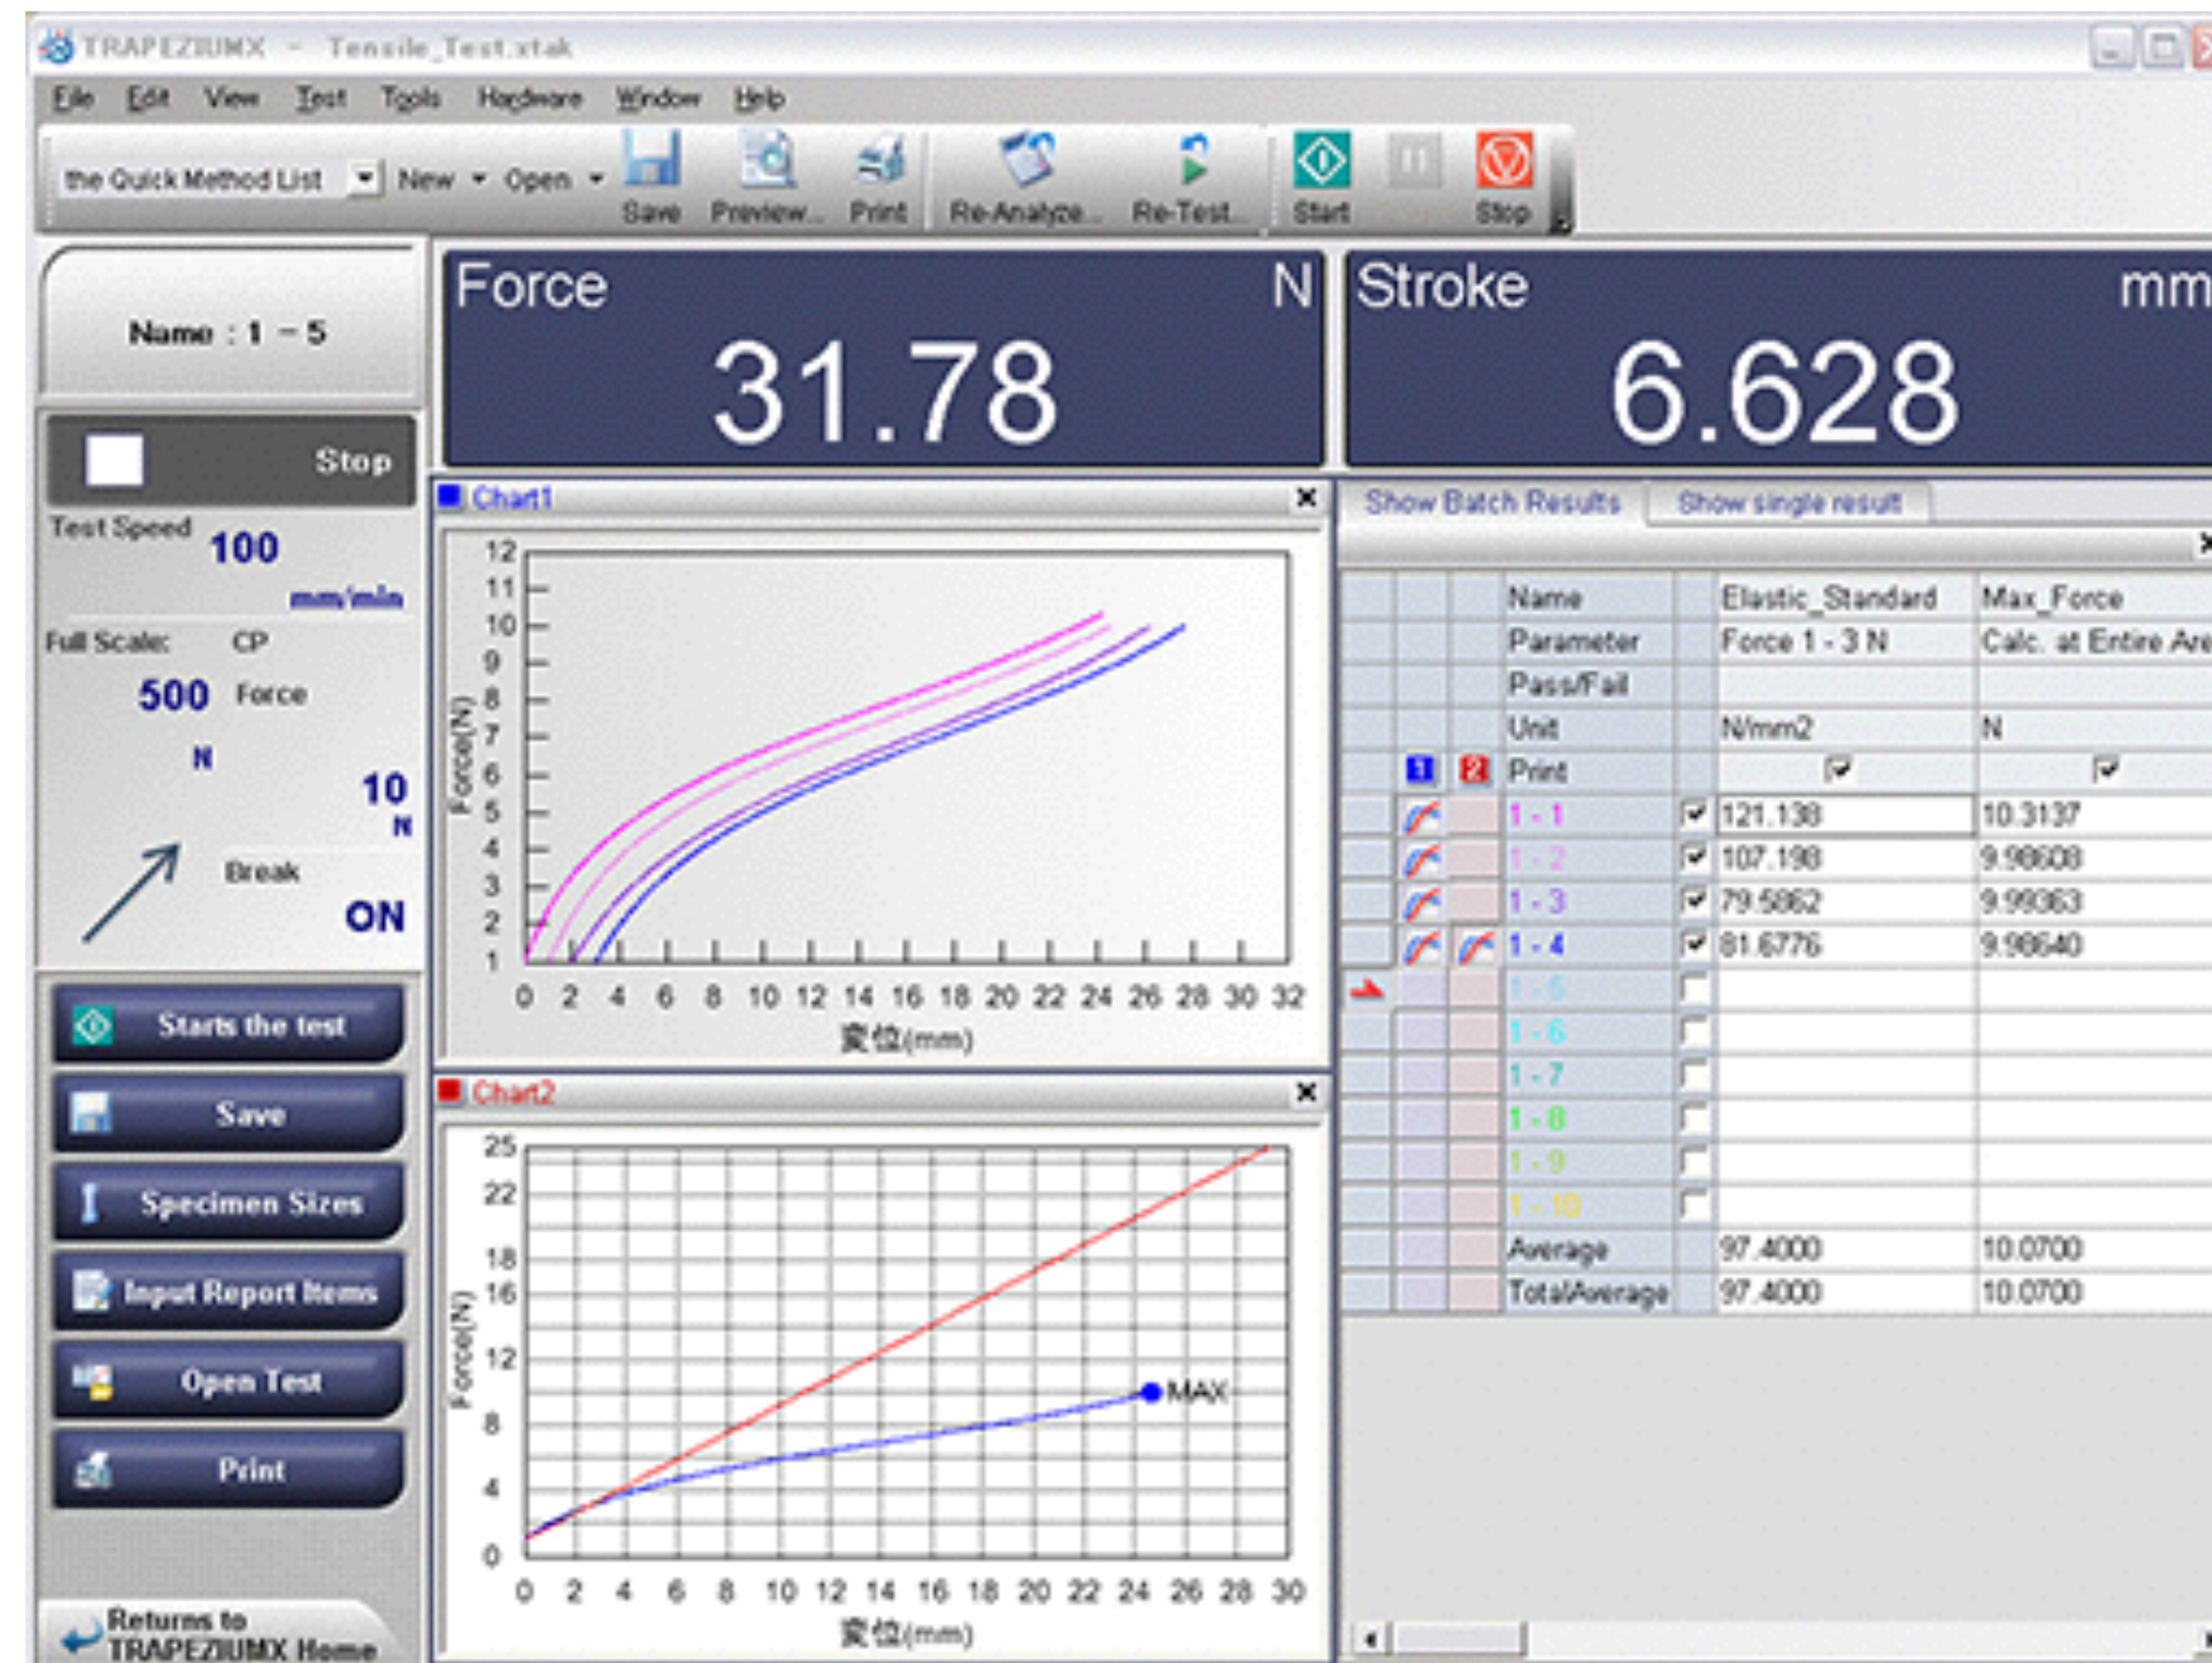 TRAPEZIUMX - Tensile_Test.xtak
File Edit View Test Tools Hardware Window Help
the Quick Method List New Open Save Preview... Print Re-Analyze... Re-Test... Start Stop
Name : 1 - 5
Stop
Test Speed 100
mm/min
Full Scale: CP
500 Force
N
10
N
Break
ON
Starts the test
Save
Specimen Sizes
Input Report Items
Open Test
Print
Returns to
TRAPEZIUMX Home
Force N
31.78
Stroke mm
6.628
Chart1
12
11
10
9
8
7
6
5
4
3
2
1
Force(N)
0 2 4 6 8 10 12 14 16 18 20 22 24 26 28 30 32
変位(mm)
Chart2
25
22
18
16
12
8
4
0
Force(N)
MAX
0 2 4 6 8 10 12 14 16 18 20 22 24 26 28 30
変位(mm)
Show Batch Results Show single result
Name Elastic_Standard Max_Force
Parameter Force 1 - 3 N Calc. at Entire Are
Pass/Fail
Unit N/mm2 N
1 2 Print
1 - 1 121.138 10.3137
1 - 2 107.198 9.98608
1 - 3 79.5862 9.99363
1 - 4 81.6776 9.98640
1 - 5
1 - 6
1 - 7
1 - 8
1 - 9
1 - 10
Average 97.4000 10.0700
TotalAverage 97.4000 10.0700